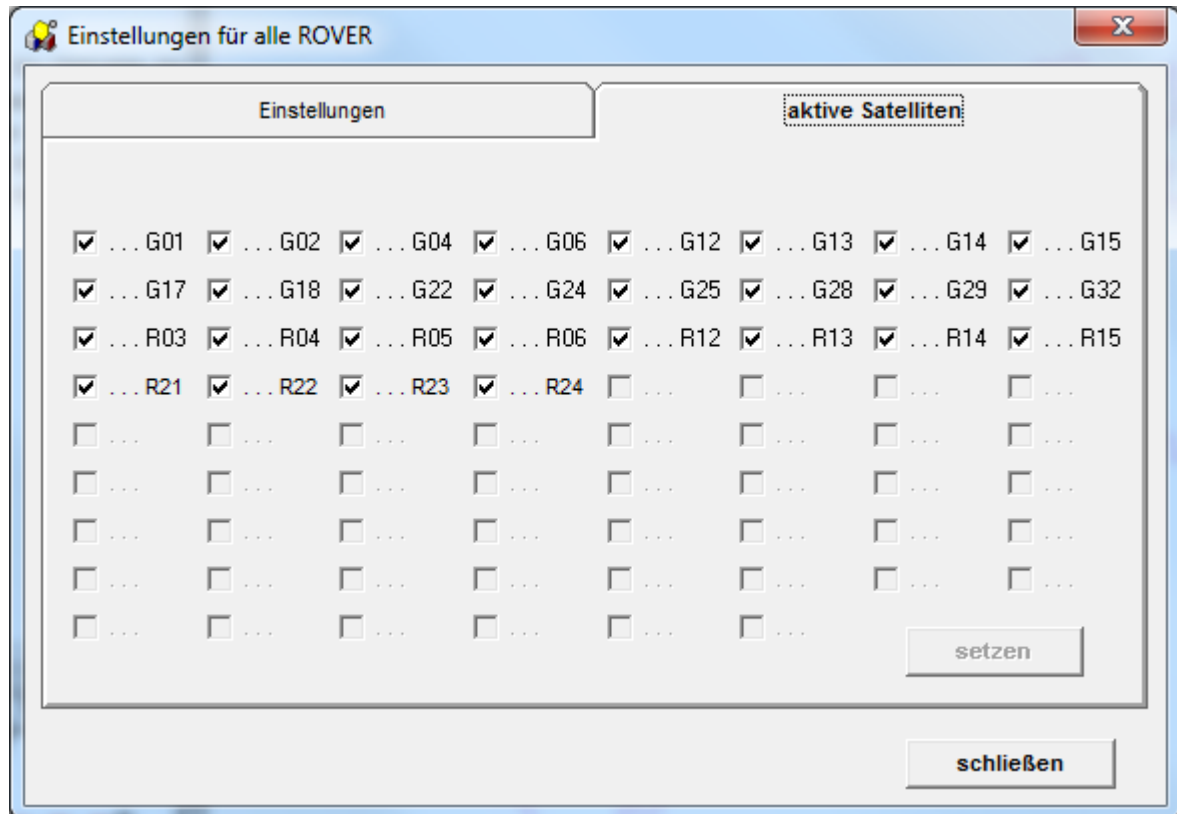 Einstellungen für alle ROVER
Einstellungen aktive Satelliten
...G01 ...G02 ...G04 ...G06 ...G12 ...G13 ...G14 ...G15
...G17 ...G18 ...G22 ...G24 ...G25 ...G28 ...G29 ...G32
...R03 ...R04 ...R05 ...R06 ...R12 ...R13 ...R14 ...R15
...R21 ...R22 ...R23 ...R24 ... ... ... ...
... ... ... ... ... ... ... ...
... ... ... ... ... ... ... ...
... ... ... ... ... ... ... ...
... ... ... ... ... ... ... ...
... ... ... ... ... ...
setzen
schließen